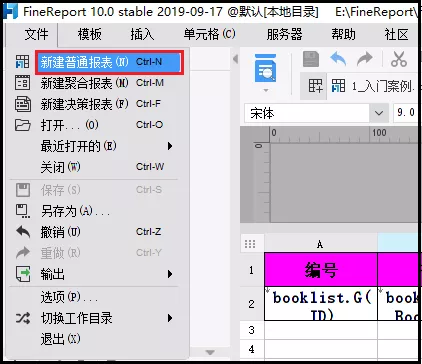 FineReport 10.0 stable 2019-09-17 @默认[本地目录] E:\FineReport\
文件 模板 插入 单元格(C) 服务器 帮助 社区
新建普通报表(N) Ctrl-N
新建聚合报表(M) Ctrl-M
新建决策报表(F) Ctrl-F
打开...(O) Ctrl-O
最近打开的(E)
关闭(W) Ctrl-W
保存(S) Ctrl-S
另存为(A)...
撤销(U) Ctrl-Z
重做(R) Ctrl-Y
输出
选项(P)...
切换工作目录
退出(X)
1_入门案例.
宋体 9.0
0 100
0
A
1 编号
2 booklist.G(
ID) Boo
3
4